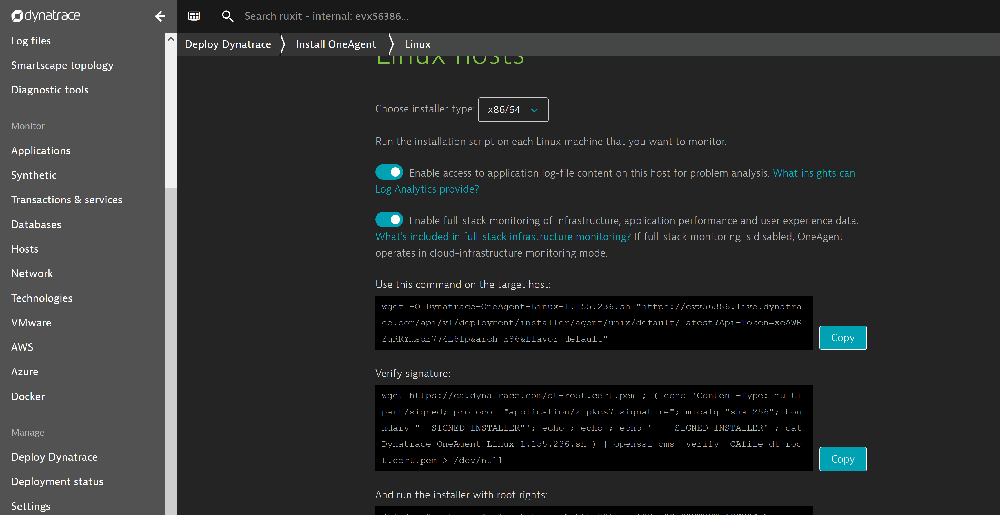 dynatrace
Search ruxit - internal: evx56386...
Log files
Smartscape topology
Diagnostic tools
Monitor
Applications
Synthetic
Transactions & services
Databases
Hosts
Network
Technologies
VMware
AWS
Azure
Docker
Manage
Deploy Dynatrace
Deployment status
Settings
Deploy Dynatrace
Install OneAgent
Linux
Linux hosts
Choose installer type: x86/64
Run the installation script on each Linux machine that you want to monitor.
Enable access to application log-file content on this host for problem analysis. What insights can
Log Analytics provide?
Enable full-stack monitoring of infrastructure, application performance and user experience data.
What's included in full-stack infrastructure monitoring? If full-stack monitoring is disabled, OneAgent
operates in cloud-infrastructure monitoring mode.
Use this command on the target host:
wget -O Dynatrace-OneAgent-Linux-1.155.236.sh "https://evx56386.live.dynatra
ce.com/api/v1/deployment/installer/agent/unix/default/latest?Api-Token=xeAWR
ZgRRYmsdr774L6Ip&arch=x86&flavor=default"
Copy
Verify signature:
wget https://ca.dynatrace.com/dt-root.cert.pem ; ( echo 'Content-Type: multi
part/signed; protocol="application/x-pkcs7-signature"; micalg="sha-256"; bou
ndary="--SIGNED-INSTALLER"'; echo ; echo ; echo '----SIGNED-INSTALLER' ; cat
Dynatrace-OneAgent-Linux-1.155.236.sh ) | openssl cms -verify -CAfile dt-roo
t.cert.pem > /dev/null
Copy
And run the installer with root rights: